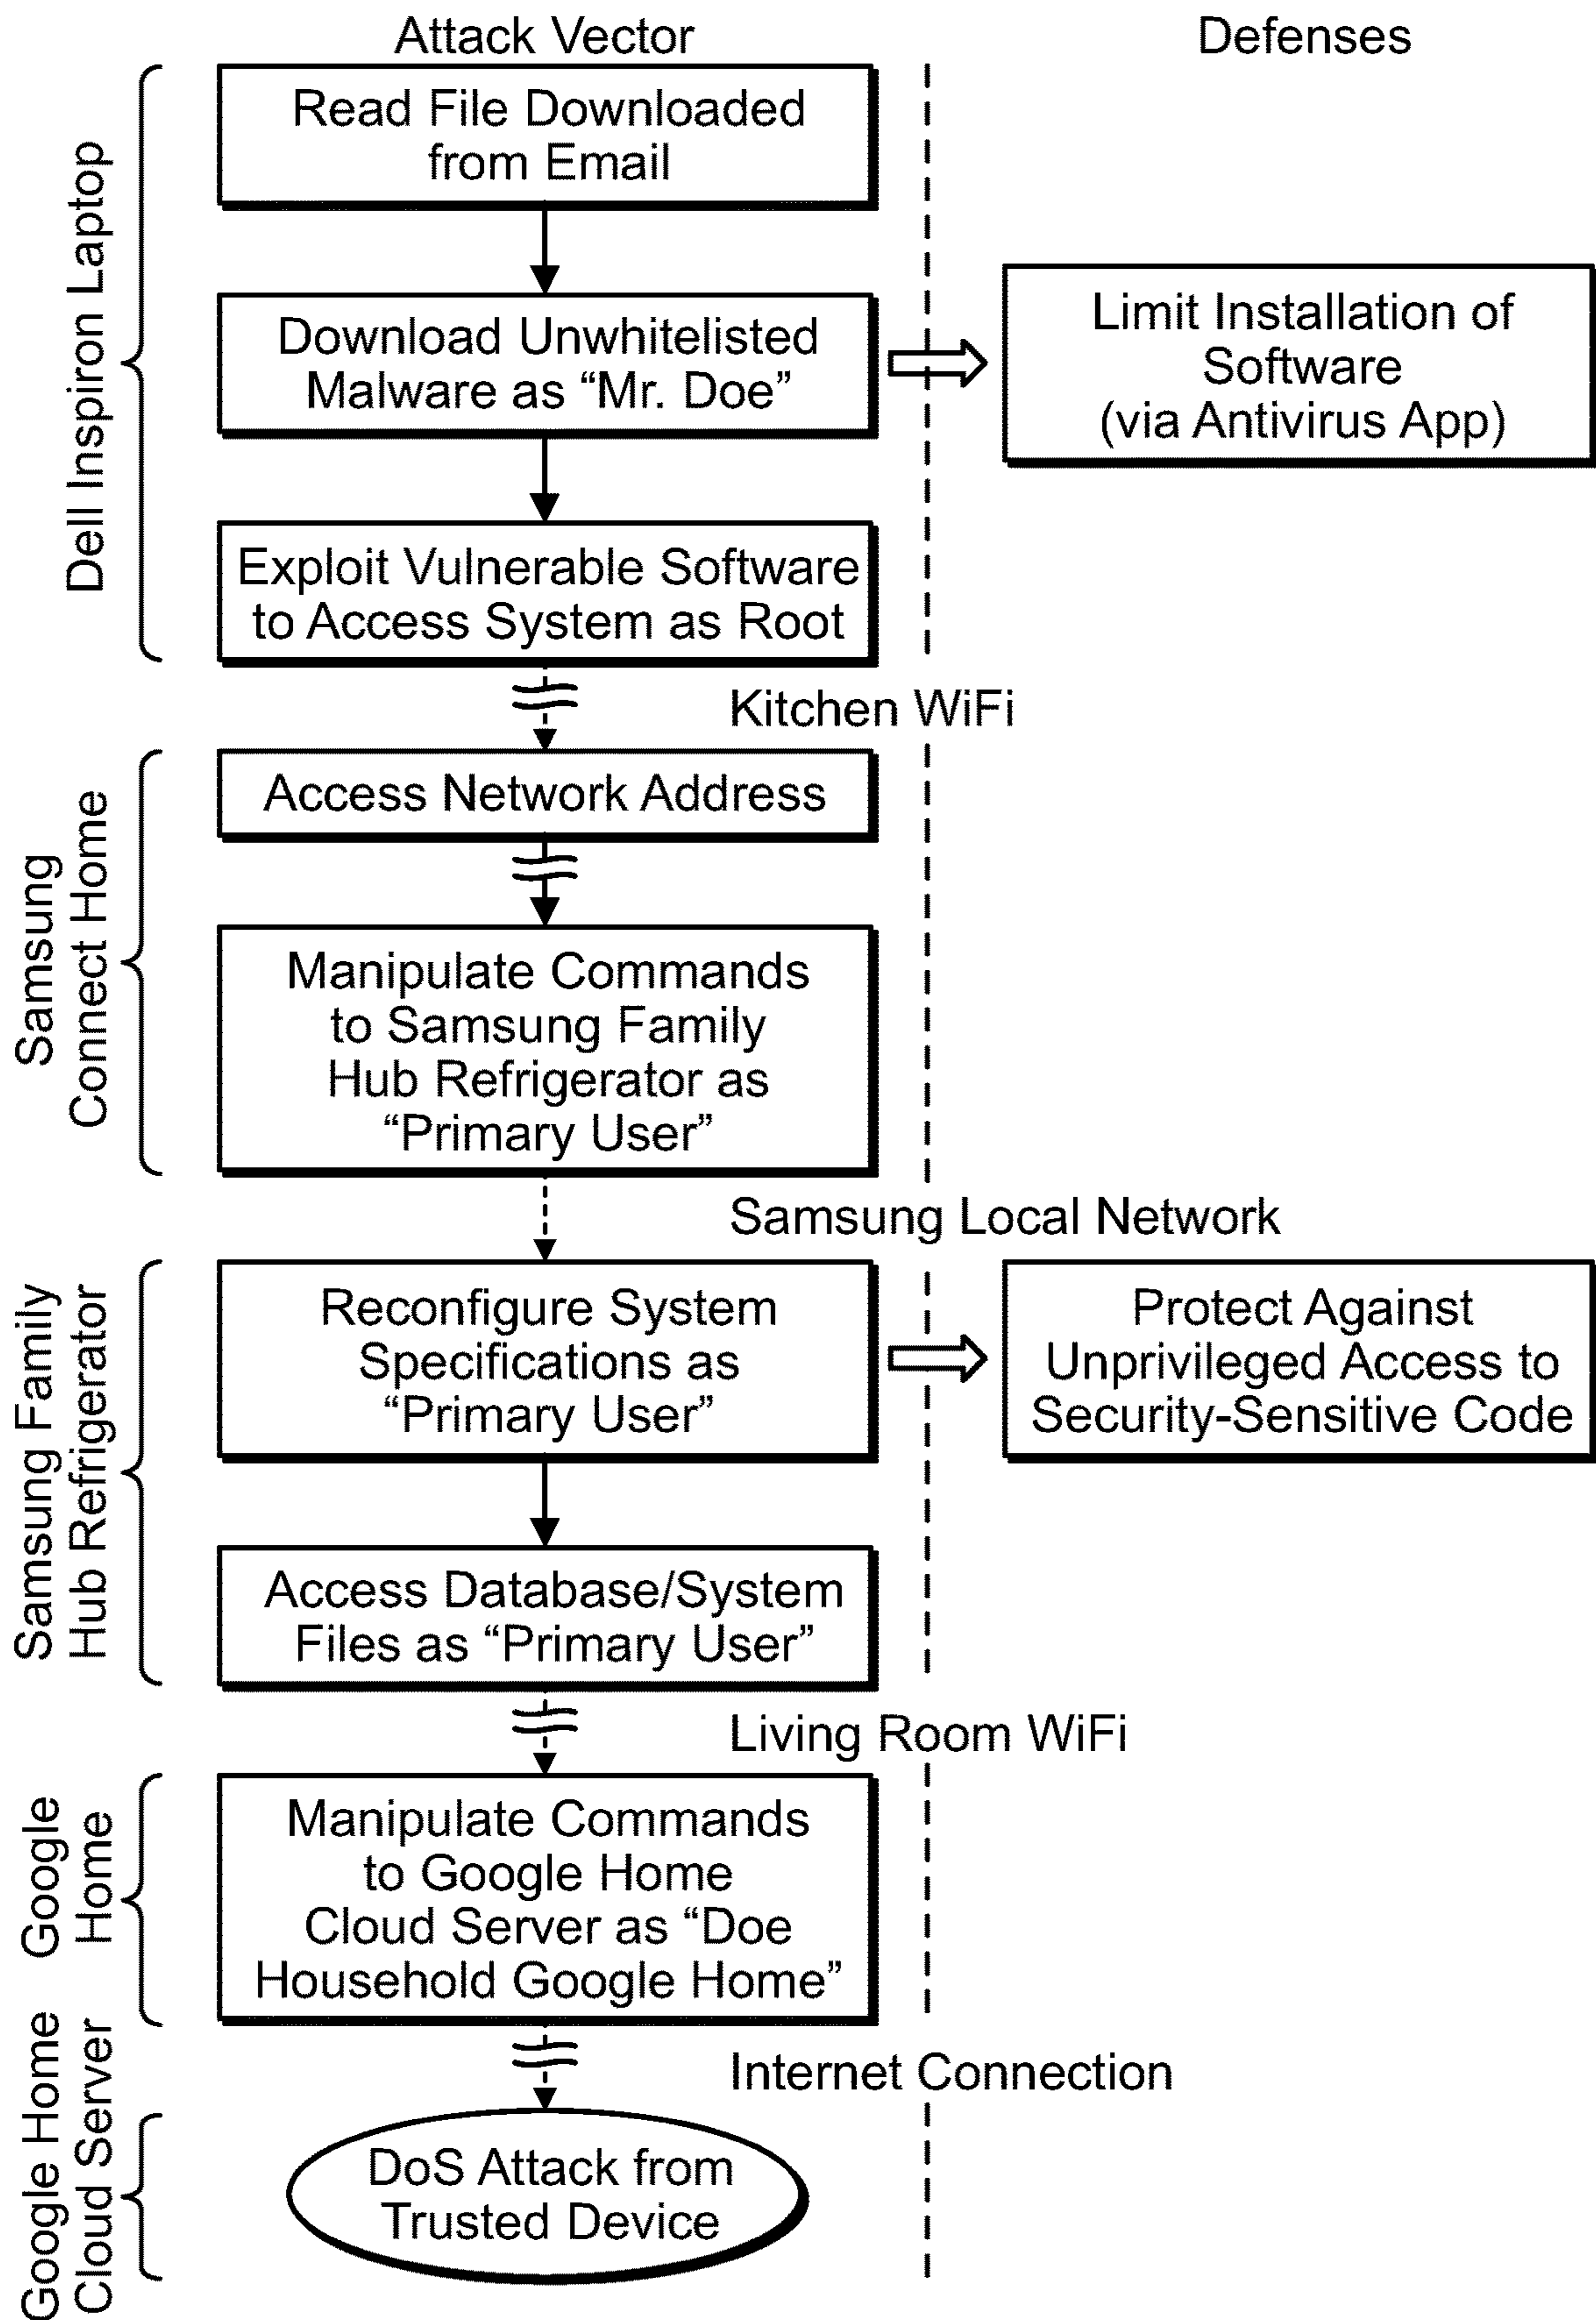 Attack Vector
Defenses
Dell Inspiron Laptop
Read File Downloaded
from Email
Download Unwhitelisted
Malware as “Mr. Doe”
Limit Installation of
Software
(via Antivirus App)
Exploit Vulnerable Software
to Access System as Root
Kitchen WiFi
Samsung
Connect Home
Access Network Address
Manipulate Commands
to Samsung Family
Hub Refrigerator as
“Primary User”
Samsung Local Network
Samsung Family
Hub Refrigerator
Reconfigure System
Specifications as
“Primary User”
Protect Against
Unprivileged Access to
Security-Sensitive Code
Access Database/System
Files as “Primary User”
Living Room WiFi
Google
Home
Manipulate Commands
to Google Home
Cloud Server as “Doe
Household Google Home”
Internet Connection
Google Home
Cloud Server
DoS Attack from
Trusted Device